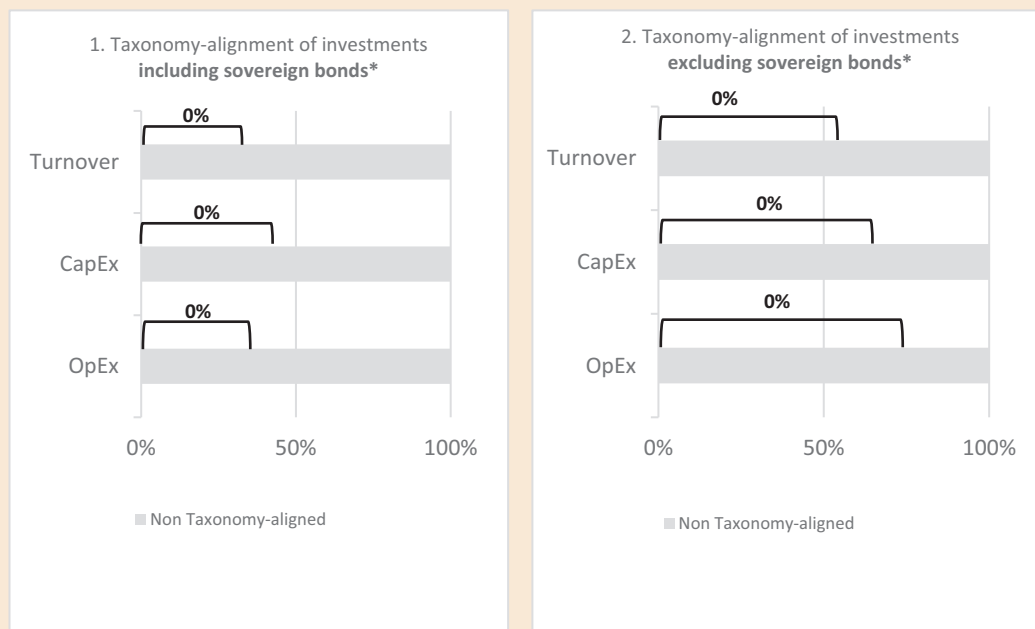 1. Taxonomy-alignment of investments
including sovereign bonds*
0%
Turnover
0%
CapEx
0%
OpEx
0% 50% 100%
Non Taxonomy-aligned
2. Taxonomy-alignment of investments
excluding sovereign bonds*
0%
Turnover
0%
CapEx
0%
OpEx
0% 50% 100%
Non Taxonomy-aligned